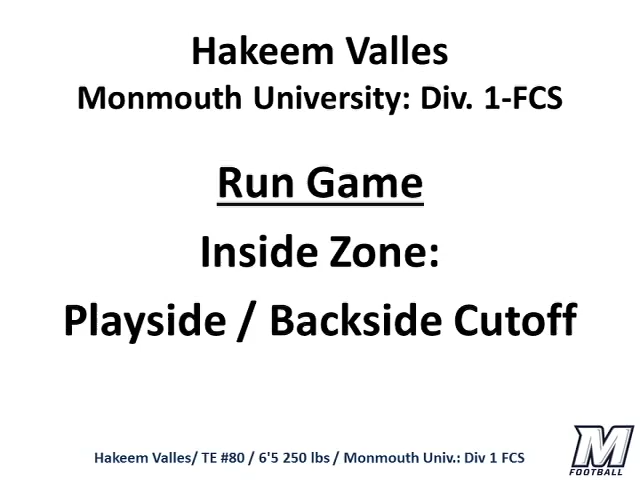 Hakeem Valles
Monmouth University: Div. 1-FCS
Run Game
Inside Zone:
Playside / Backside Cutoff
Hakeem Valles/ TE #80 / 6'5 250 lbs / Monmouth Univ.: Div 1 FCS
M
FOOTBALL